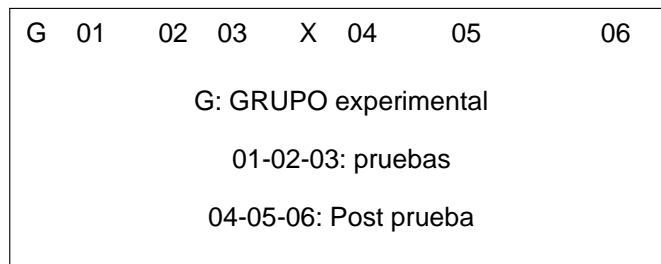 G 01 02 03 X 04 05 06
G: GRUPO experimental
01-02-03: pruebas
04-05-06: Post prueba